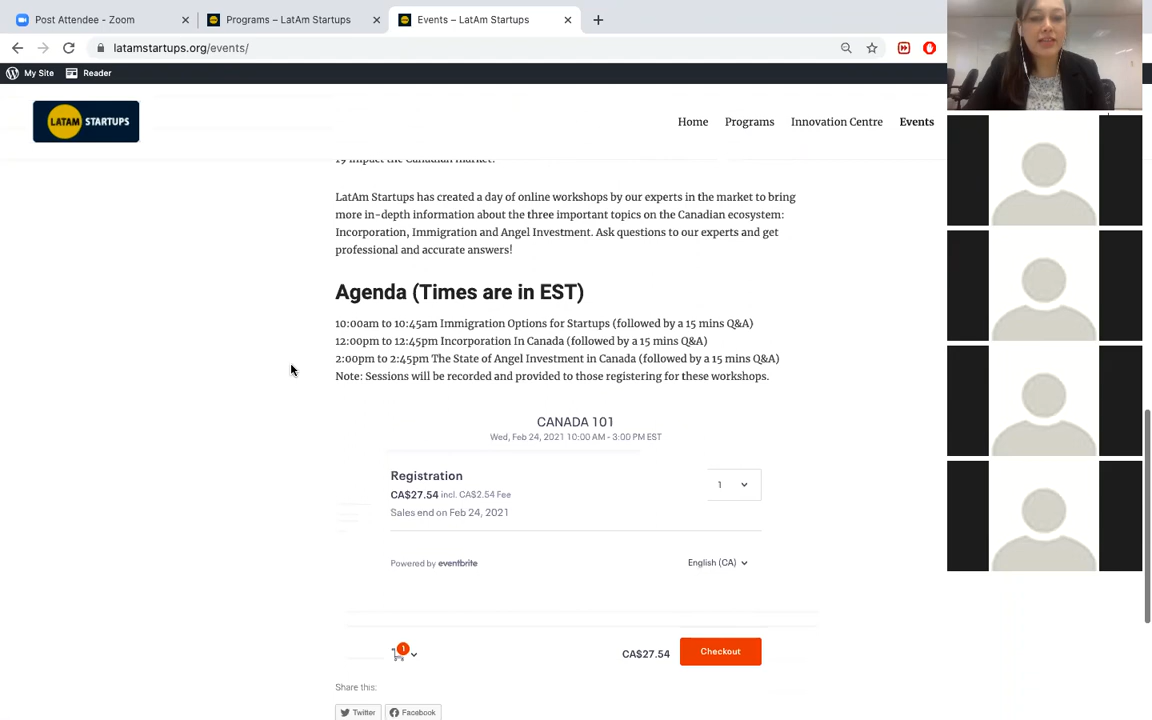 Post Attendee - Zoom
Programs – LatAm Startups
Events – LatAm Startups
latamstartups.org/events/
My Site
Reader
LATAM STARTUPS
Home
Programs
Innovation Centre
Events
19 impact the Canadian market?
LatAm Startups has created a day of online workshops by our experts in the market to bring
more in-depth information about the three important topics on the Canadian ecosystem:
Incorporation, Immigration and Angel Investment. Ask questions to our experts and get
professional and accurate answers!
Agenda (Times are in EST)
10:00am to 10:45am Immigration Options for Startups (followed by a 15 mins Q&A)
12:00pm to 12:45pm Incorporation In Canada (followed by a 15 mins Q&A)
2:00pm to 2:45pm The State of Angel Investment in Canada (followed by a 15 mins Q&A)
Note: Sessions will be recorded and provided to those registering for these workshops.
CANADA 101
Wed, Feb 24, 2021 10:00 AM - 3:00 PM EST
Registration
1
CA$27.54 incl. CA$2.54 Fee
Sales end on Feb 24, 2021
Powered by eventbrite
English (CA)
1
CA$27.54
Checkout
Share this:
Twitter
Facebook